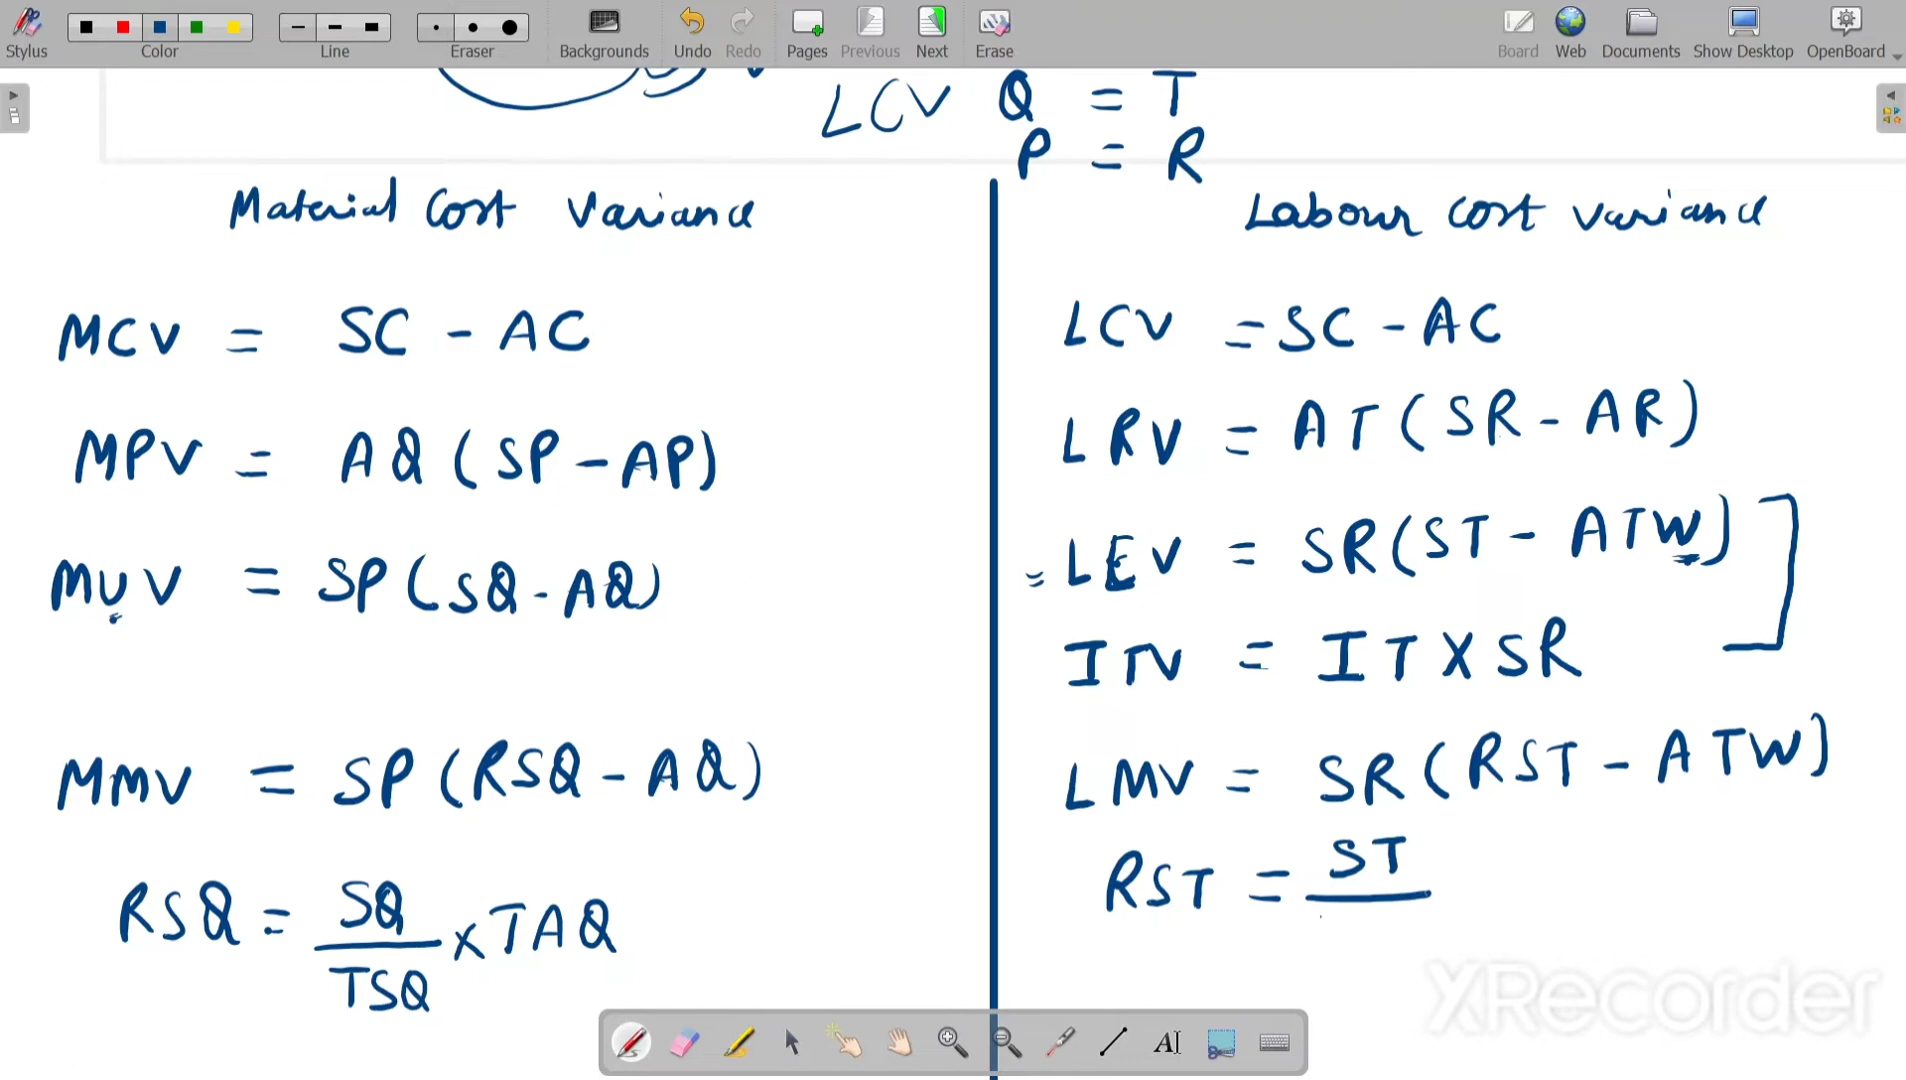 Stylus Color Line Eraser Backgrounds Undo Redo Pages Previous Next Erase Board Web Documents Show Desktop OpenBoard
LCV Q = T
P = R
Material Cost Variance
MCV = SC - AC
MPV = AQ (SP - AP)
MUV = SP (SQ - AQ)
MMV = SP (RSQ - AQ)
RSQ = SQ / TSQ × TAQ
Labour cost variance
LCV = SC - AC
LRV = AT (SR - AR)
= LEV = SR (ST - ATW)
ITV = IT X SR
LMV = SR (RST - ATW)
RST = ST
XRecorder
AI